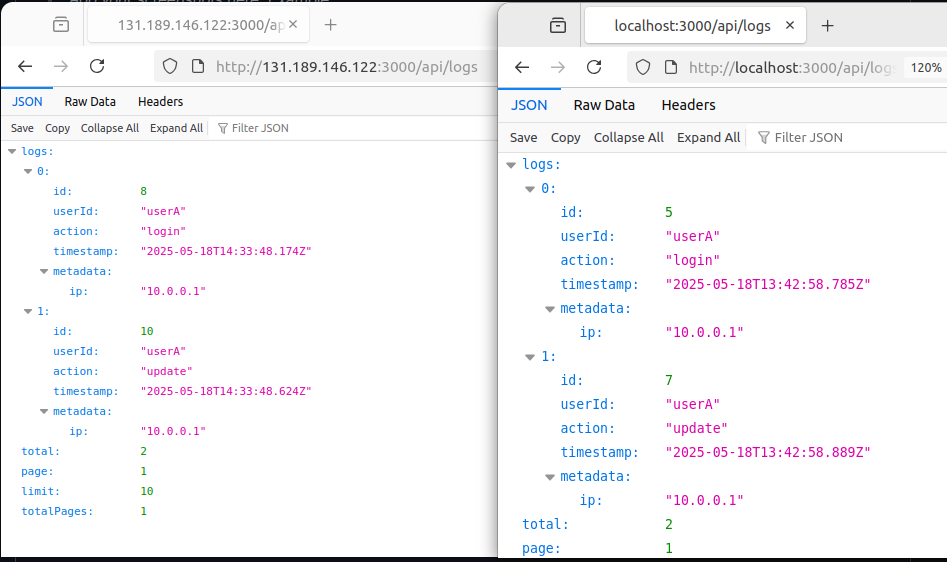 131.189.146.122:3000/ap
http://131.189.146.122:3000/api/logs
JSON Raw Data Headers
Save Copy Collapse All Expand All Filter JSON
logs:
0:
id: 8
userId: "userA"
action: "login"
timestamp: "2025-05-18T14:33:48.174Z"
metadata:
ip: "10.0.0.1"
1:
id: 10
userId: "userA"
action: "update"
timestamp: "2025-05-18T14:33:48.624Z"
metadata:
ip: "10.0.0.1"
total: 2
page: 1
limit: 10
totalPages: 1
localhost:3000/api/logs
http://localhost:3000/api/logs 120%
JSON Raw Data Headers
Save Copy Collapse All Expand All Filter JSON
logs:
0:
id: 5
userId: "userA"
action: "login"
timestamp: "2025-05-18T13:42:58.785Z"
metadata:
ip: "10.0.0.1"
1:
id: 7
userId: "userA"
action: "update"
timestamp: "2025-05-18T13:42:58.889Z"
metadata:
ip: "10.0.0.1"
total: 2
page: 1